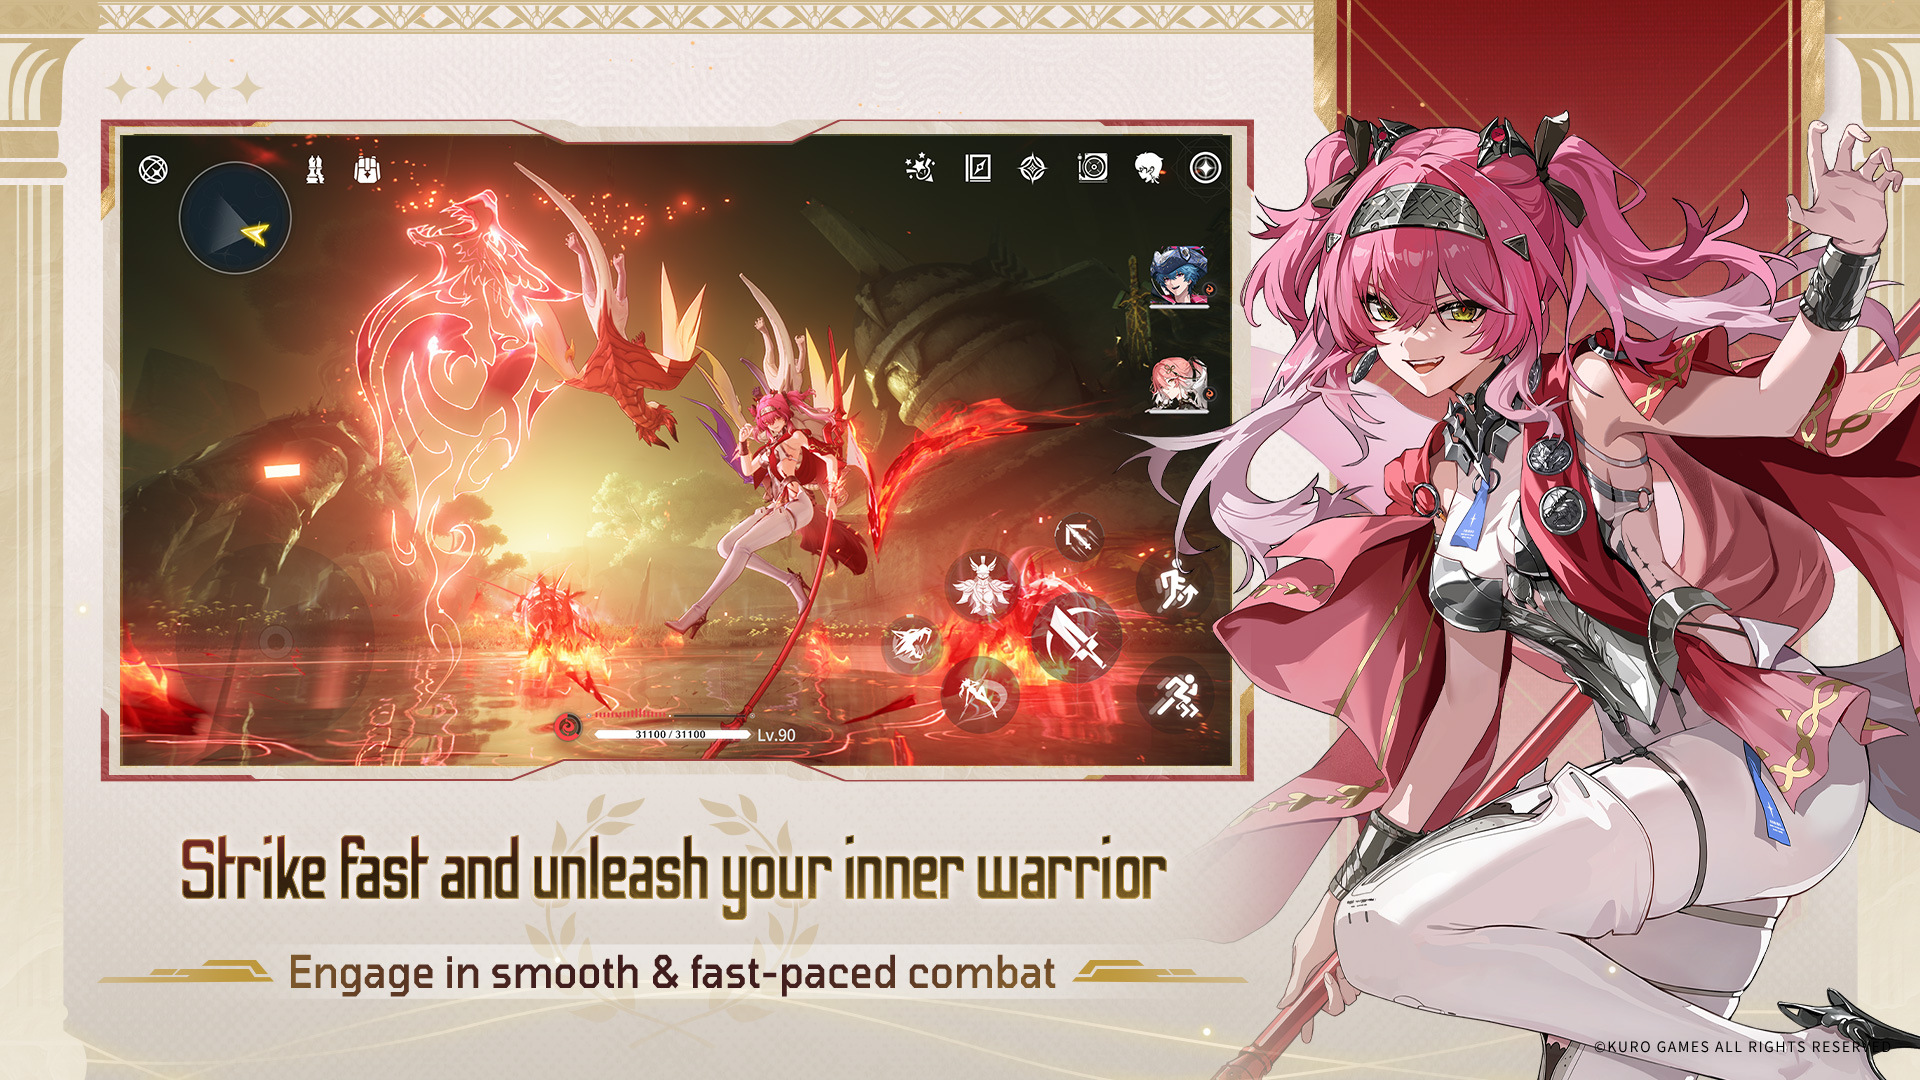 31100 / 31100
Lv.90
Strike fast and unleash your inner warrior
Engage in smooth & fast-paced combat
©KURO GAMES ALL RIGHTS RESERVED